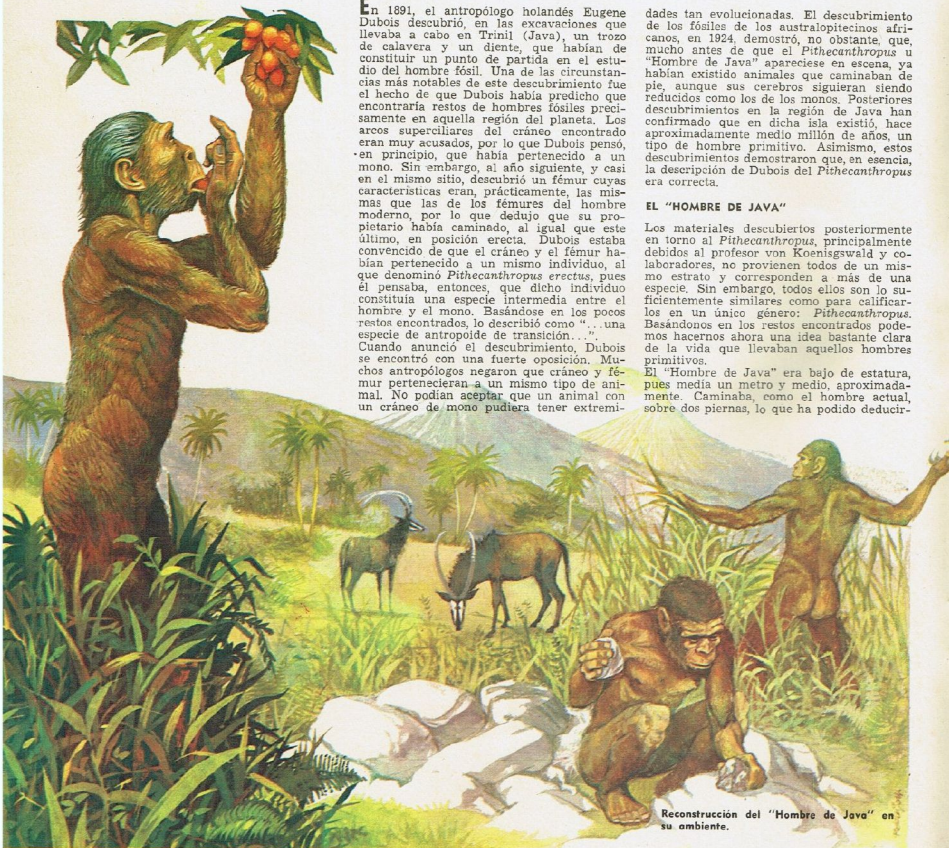 En 1891, el antropólogo holandés Eugene
Dubois descubrió, en las excavaciones que
llevaba a cabo en Trinil (Java), un trozo
de calavera y un diente, que habían de
constituir un punto de partida en el estu-
dio del hombre fósil. Una de las circunstan-
cias más notables de este descubrimiento fue
el hecho de que Dubois había predicho que
encontraría restos de hombres fósiles preci-
samente en aquella región del planeta. Los
arcos superciliares del cráneo encontrado
eran muy acusados, por lo que Dubois pensó,
en principio, que había pertenecido a un
mono. Sin embargo, al año siguiente, y casi
en el mismo sitio, descubrió un fémur cuyas
características eran, prácticamente, las mis-
mas que las de los fémures del hombre
moderno, por lo que dedujo que su pro-
pietario había caminado, al igual que este
último, en posición erecta. Dubois estaba
convencido de que el cráneo y el fémur ha-
bían pertenecido a un mismo individuo, al
que denominó Pithecanthropus erectus, pues
él pensaba, entonces, que dicho individuo
constituía una especie intermedia entre el
hombre y el mono. Basándose en los pocos
restos encontrados, lo describió como "...una
especie de antropoide de transición...".
Cuando anunció el descubrimiento, Dubois
se encontró con una fuerte oposición. Mu-
chos antropólogos negaron que cráneo y fé-
mur pertenecieran a un mismo tipo de ani-
mal. No podían aceptar que un animal con
un cráneo de mono pudiera tener extremi-
dades tan evolucionadas. El descubrimiento
de los fósiles de los australopitecinos afri-
canos, en 1924, demostró, no obstante, que,
mucho antes de que el Pithecanthropus u
"Hombre de Java" apareciese en escena, ya
habían existido animales que caminaban de
pie, aunque sus cerebros siguieran siendo
reducidos como los de los monos. Posteriores
descubrimientos en la región de Java han
confirmado que en dicha isla existió, hace
aproximadamente medio millón de años, un
tipo de hombre primitivo. Asimismo, estos
descubrimientos demostraron que, en esencia,
la descripción de Dubois del Pithecanthropus
era correcta.
EL "HOMBRE DE JAVA"
Los materiales descubiertos posteriormente
en torno al Pithecanthropus, principalmente
debidos al profesor von Koenisgswald y co-
laboradores, no provienen todos de un mis-
mo estrato y corresponden a más de una
especie. Sin embargo, todos ellos son lo su-
ficientemente similares como para calificar-
los en un único género: Pithecanthropus.
Basándonos en los restos encontrados pode-
mos hacernos ahora una idea bastante clara
de la vida que llevaban aquellos hombres
primitivos.
El "Hombre de Java" era bajo de estatura,
pues medía un metro y medio, aproximada-
mente. Caminaba, como el hombre actual,
sobre dos piernas, lo que ha podido deducir-
Reconstrucción del "Hombre de Java" en
su ambiente.